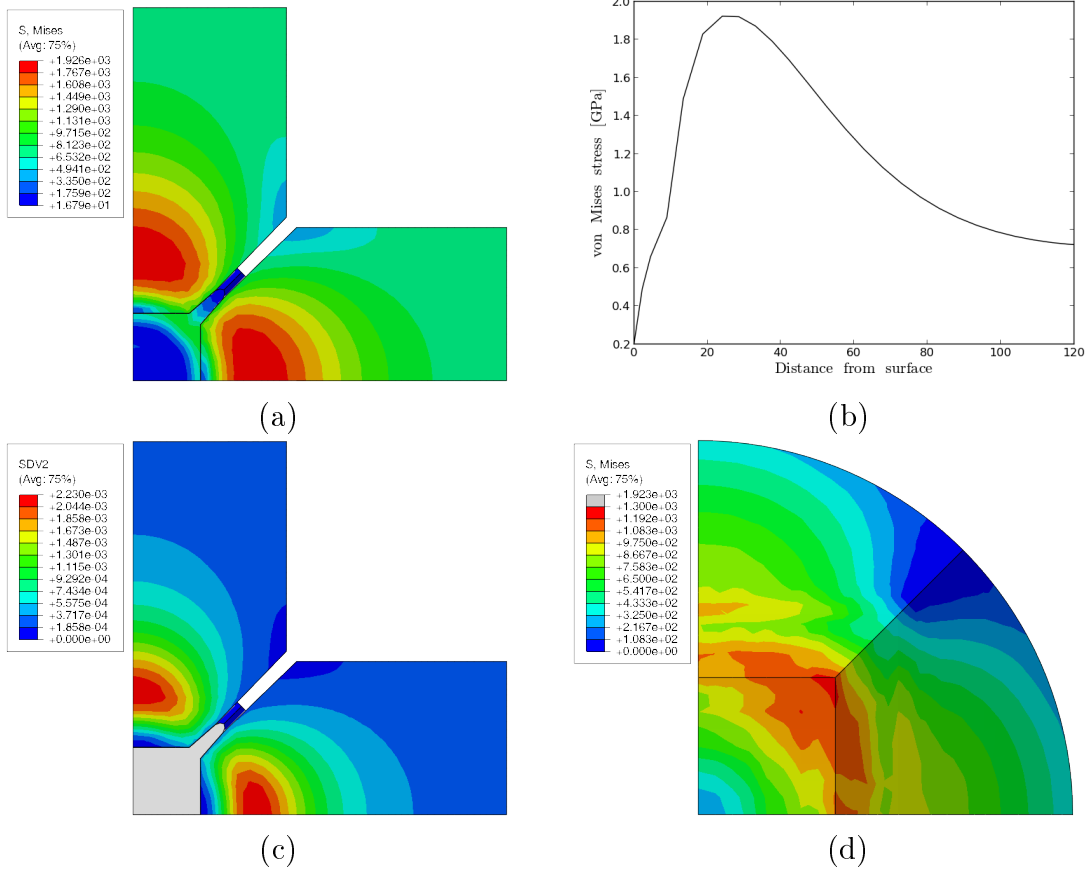 S, Mises
(Avg: 75%)
+1.926e+03
+1.767e+03
+1.608e+03
+1.449e+03
+1.290e+03
+1.131e+03
+9.715e+02
+8.123e+02
+6.532e+02
+4.941e+02
+3.350e+02
+1.759e+02
+1.679e+01
(a)
2.0
1.8
1.6
1.4
1.2
1.0
0.8
0.6
0.4
0.2
von Mises stress [GPa]
0
20
40
60
80
100
120
Distance from surface
(b)
SDV2
(Avg: 75%)
+2.230e-03
+2.044e-03
+1.858e-03
+1.673e-03
+1.487e-03
+1.301e-03
+1.115e-03
+9.292e-04
+7.434e-04
+5.575e-04
+3.717e-04
+1.858e-04
+0.000e+00
(c)
S, Mises
(Avg: 75%)
+1.923e+03
+1.300e+03
+1.192e+03
+1.083e+03
+9.750e+02
+8.667e+02
+7.583e+02
+6.500e+02
+5.417e+02
+4.333e+02
+3.250e+02
+2.167e+02
+1.083e+02
+0.000e+00
(d)